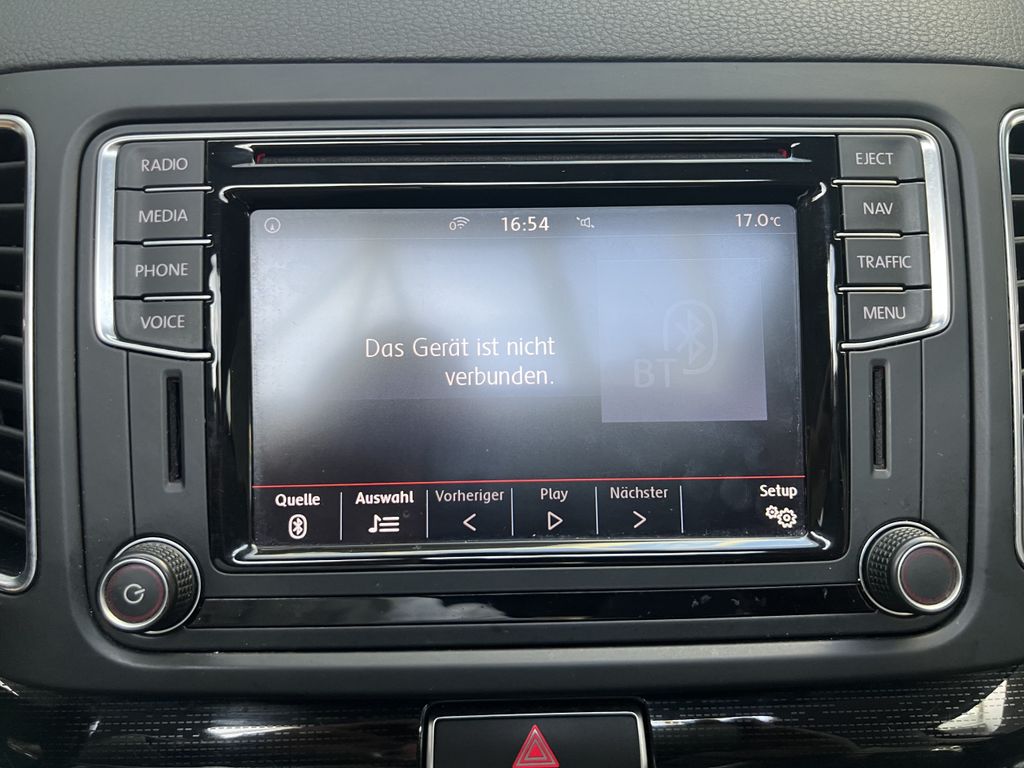 RADIO
MEDIA
PHONE
VOICE
EJECT
NAV
TRAFFIC
MENU
0 16:54 17.0°C
Das Gerät ist nicht
verbunden.
BT
Quelle Auswahl Vorheriger Play Nächster Setup